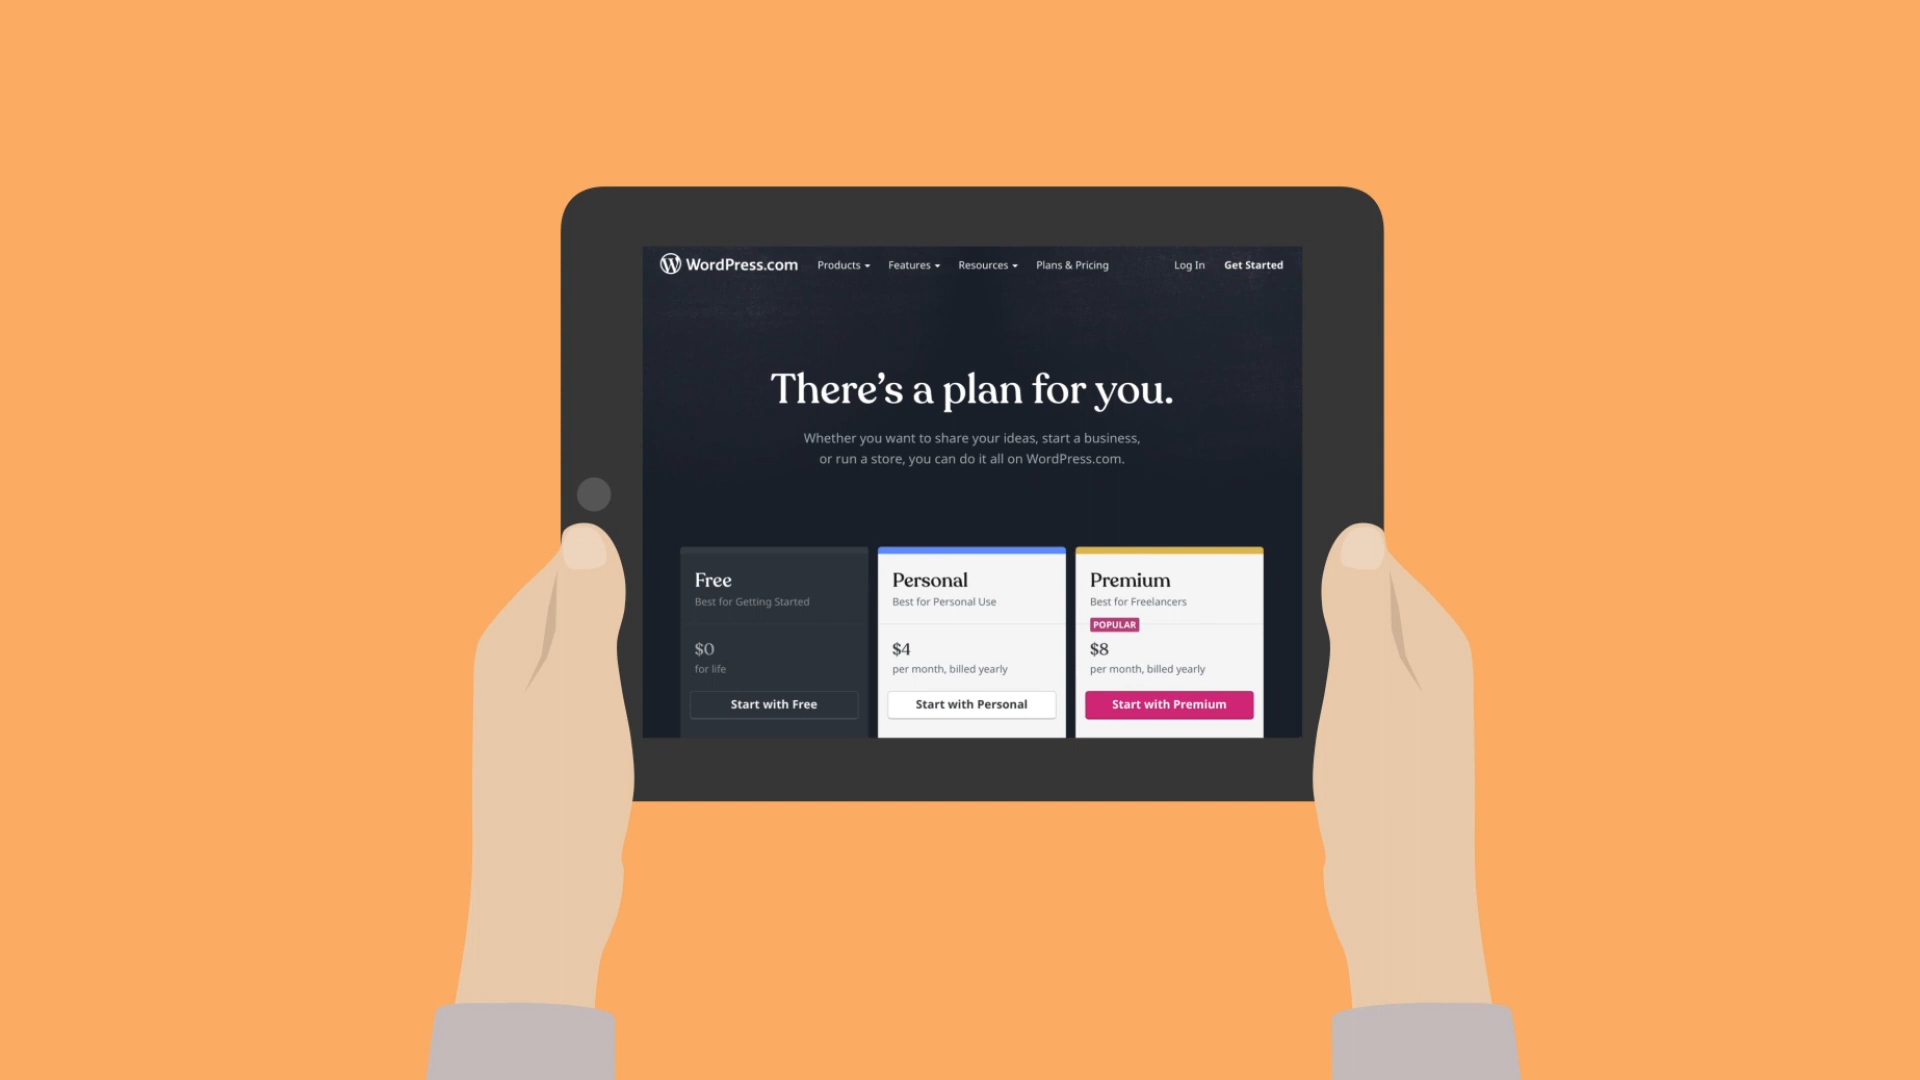 WordPress.com Products Features Resources Plans & Pricing Log In Get Started
There's a plan for you.
Whether you want to share your ideas, start a business,
or run a store, you can do it all on WordPress.com.
Free
Best for Getting Started
$0
for life
Start with Free
Personal
Best for Personal Use
$4
per month, billed yearly
Start with Personal
Premium
Best for Freelancers
POPULAR
$8
per month, billed yearly
Start with Premium